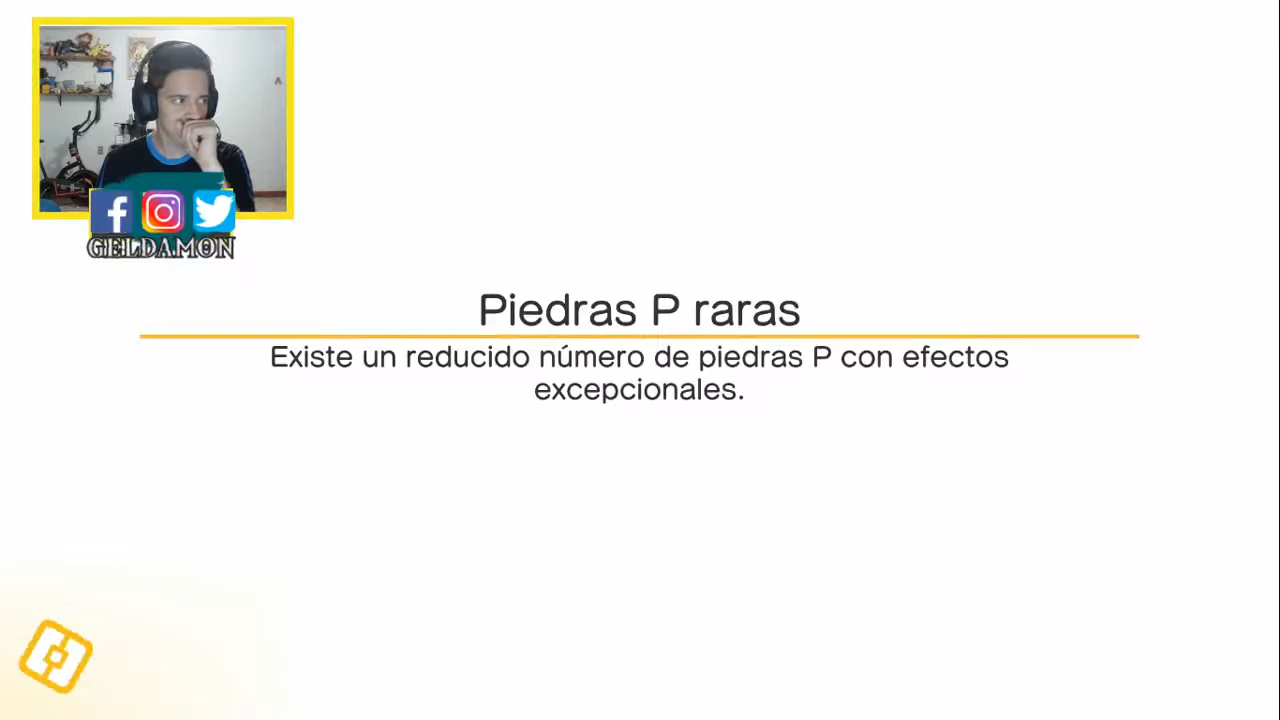 GELDAMON
Piedras P raras
Existe un reducido número de piedras P con efectos
excepcionales.